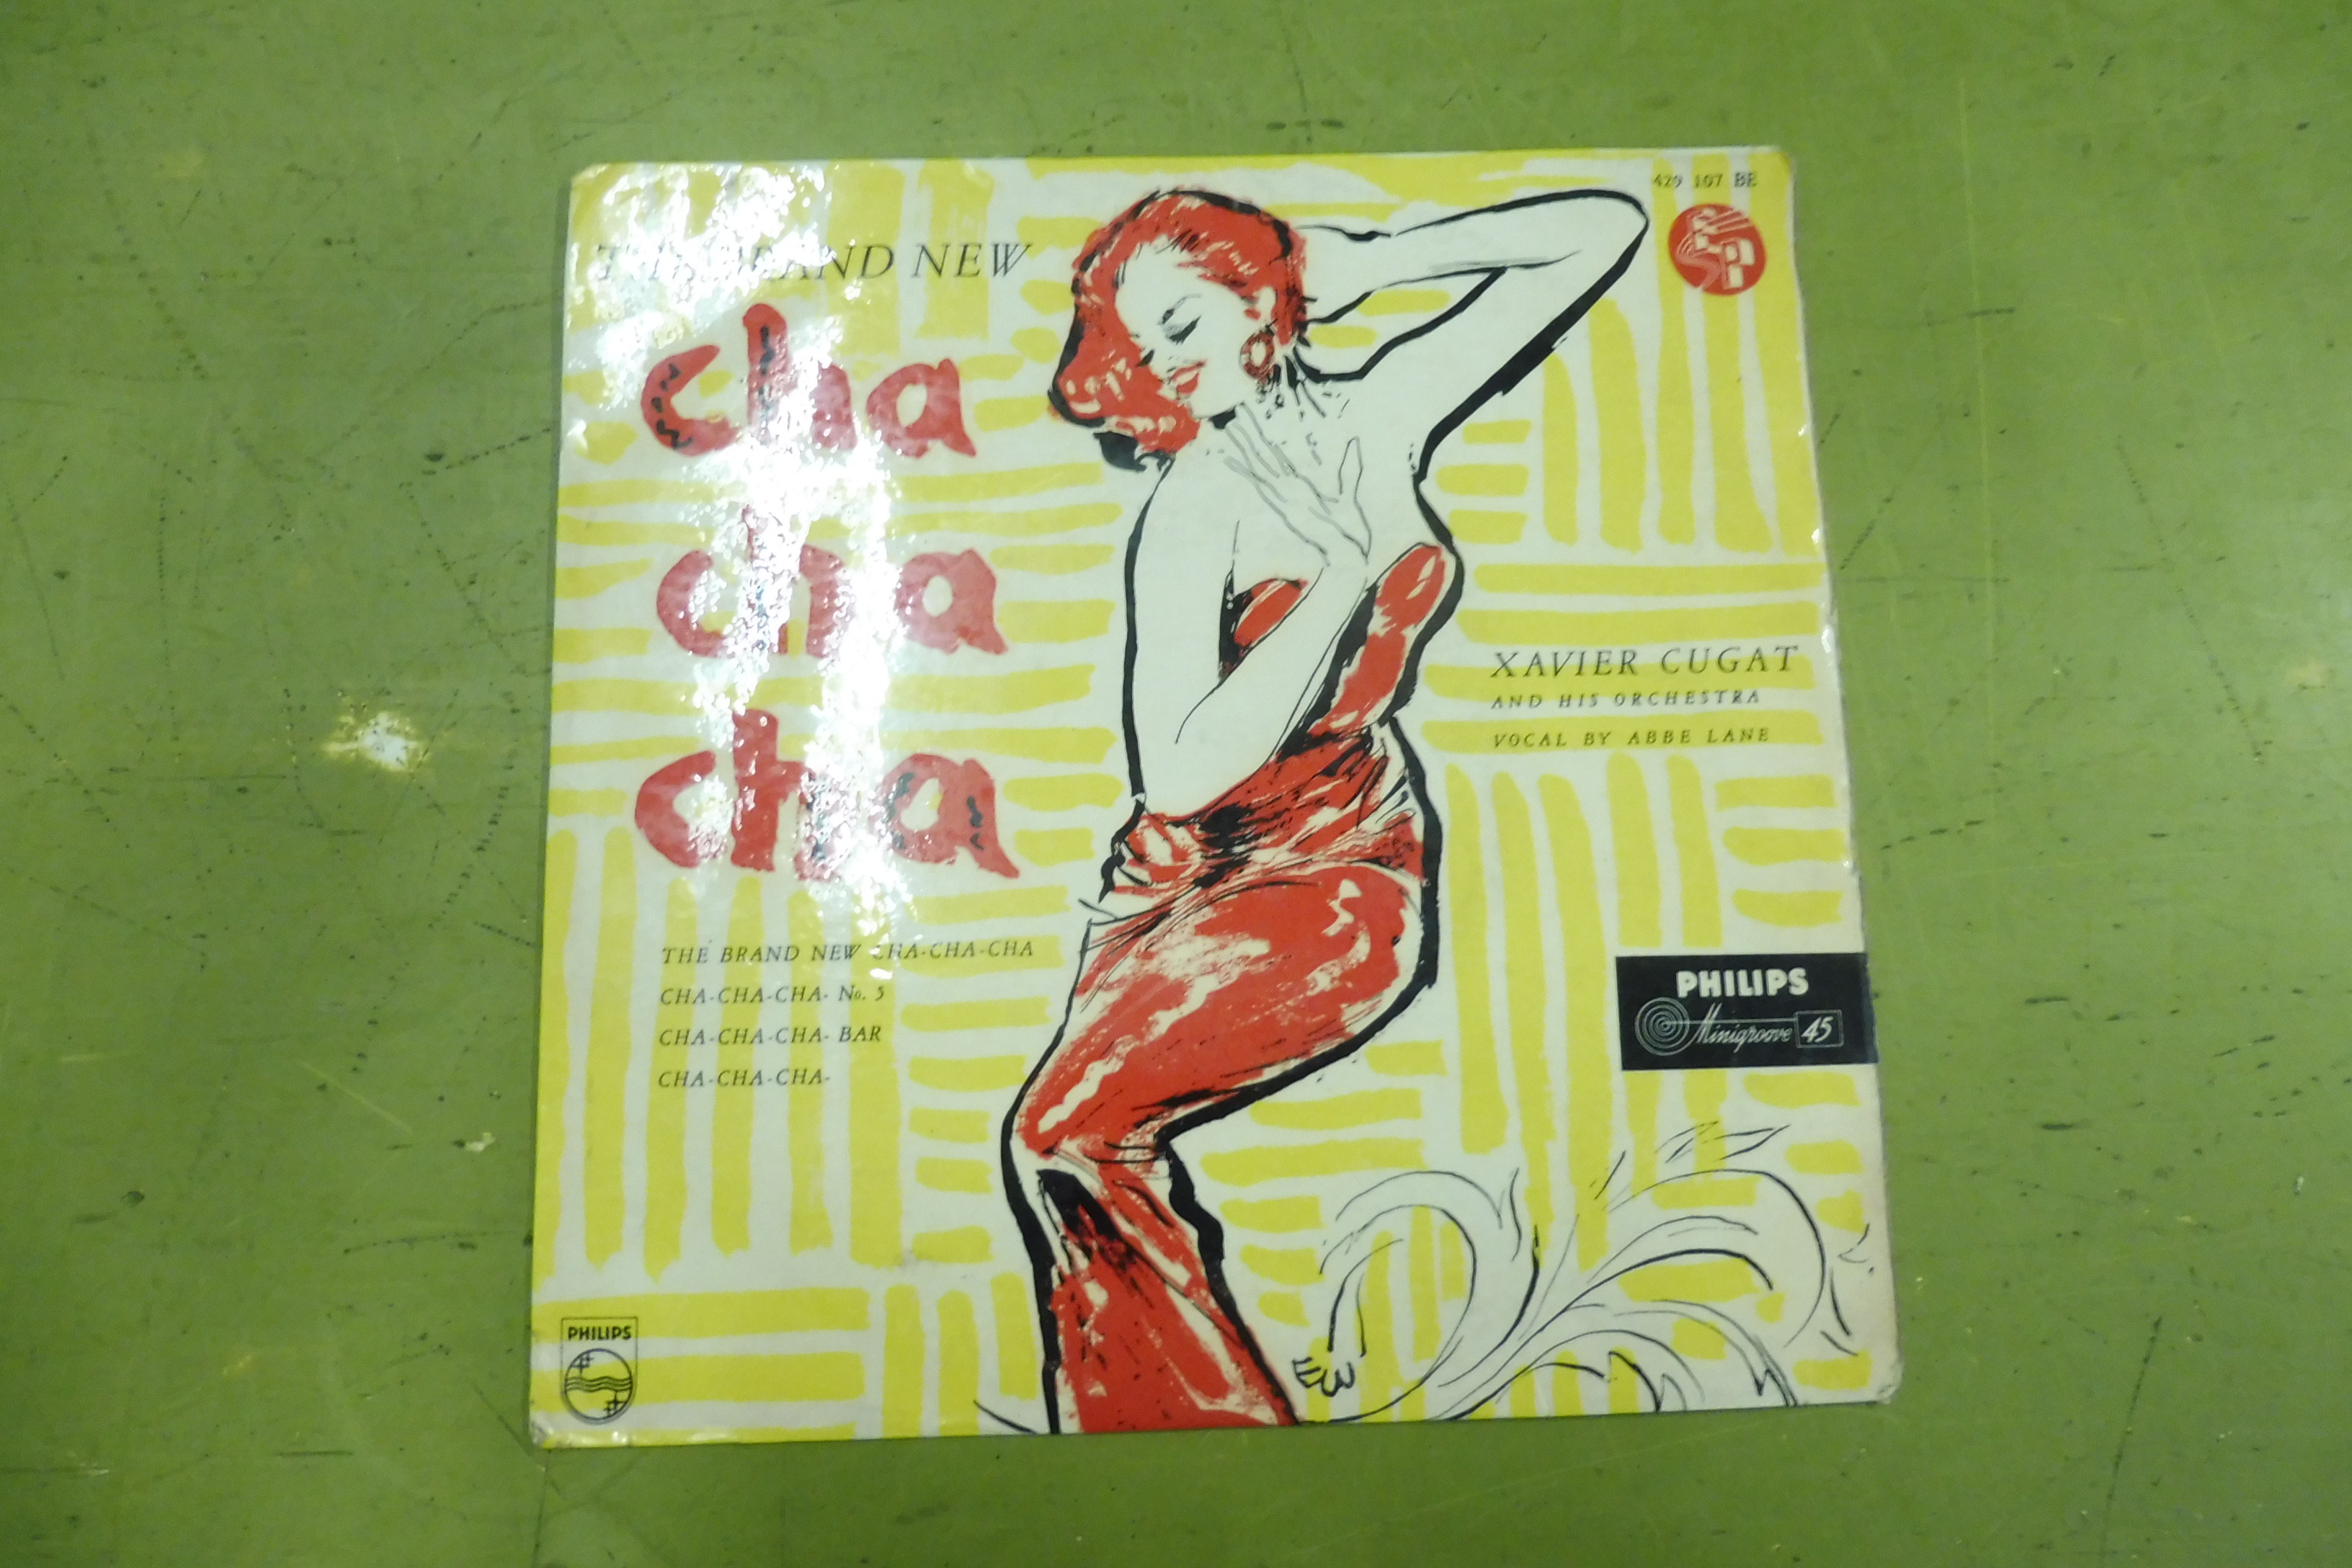 429 107 BE
THE BRAND NEW
cha
cha
cha
XAVIER CUGAT
AND HIS ORCHESTRA
VOCAL BY ABBE LANE
THE BRAND NEW CHA-CHA-CHA
CHA-CHA-CHA- No. 5
CHA-CHA-CHA- BAR
CHA-CHA-CHA-
PHILIPS
Minigroove 45
PHILIPS